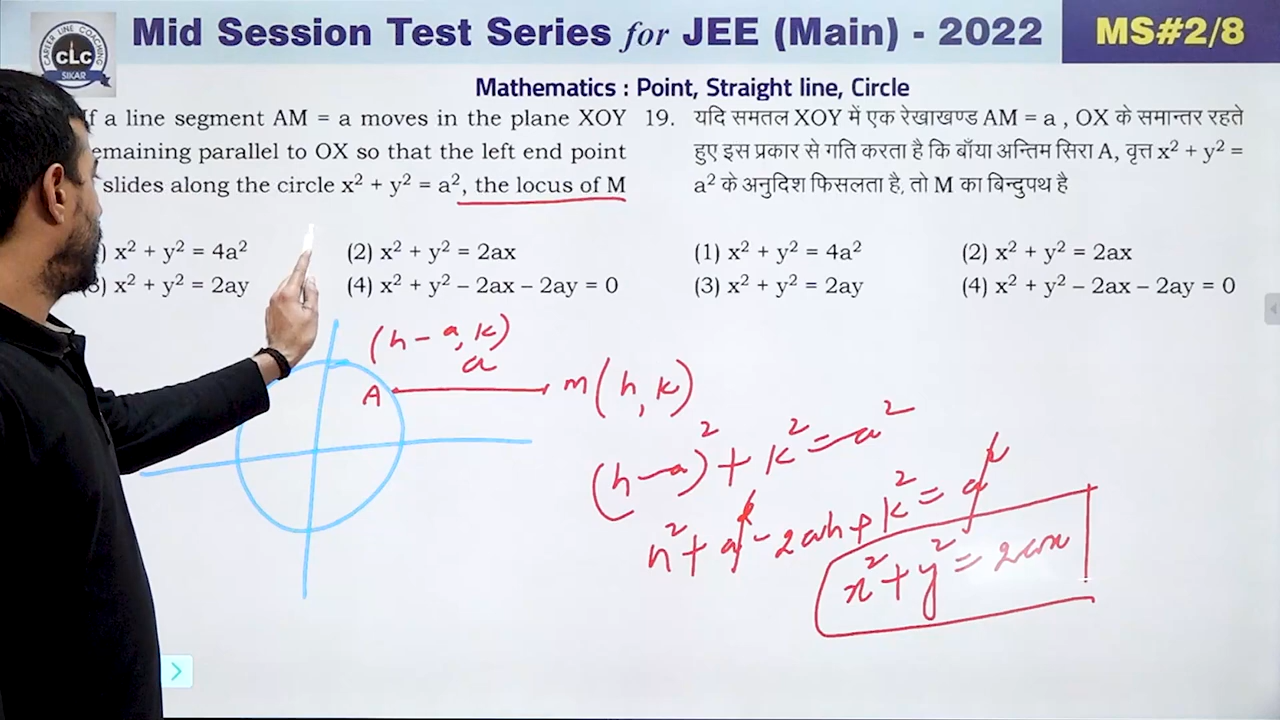 CAREER LINE COACHING
CLC
SIKAR
Mid Session Test Series for JEE (Main) - 2022
MS#2/8
Mathematics : Point, Straight line, Circle
If a line segment AM = a moves in the plane XOY
emaining parallel to OX so that the left end point
slides along the circle x² + y² = a², the locus of M
) x² + y² = 4a² (2) x² + y² = 2ax
(3) x² + y² = 2ay (4) x² + y² – 2ax – 2ay = 0
19. यदि समतल XOY में एक रेखाखण्ड AM = a , OX के समान्तर रहते
हुए इस प्रकार से गति करता है कि बाँया अन्तिम सिरा A, वृत्त x² + y² =
a² के अनुदिश फिसलता है, तो M का बिन्दुपथ है
(1) x² + y² = 4a² (2) x² + y² = 2ax
(3) x² + y² = 2ay (4) x² + y² – 2ax – 2ay = 0
(h-a, k)
a
A M (h, k)
(h-a)² + k² = a²
h² + a² - 2ah + k² = a²
x² + y² = 2ax
>